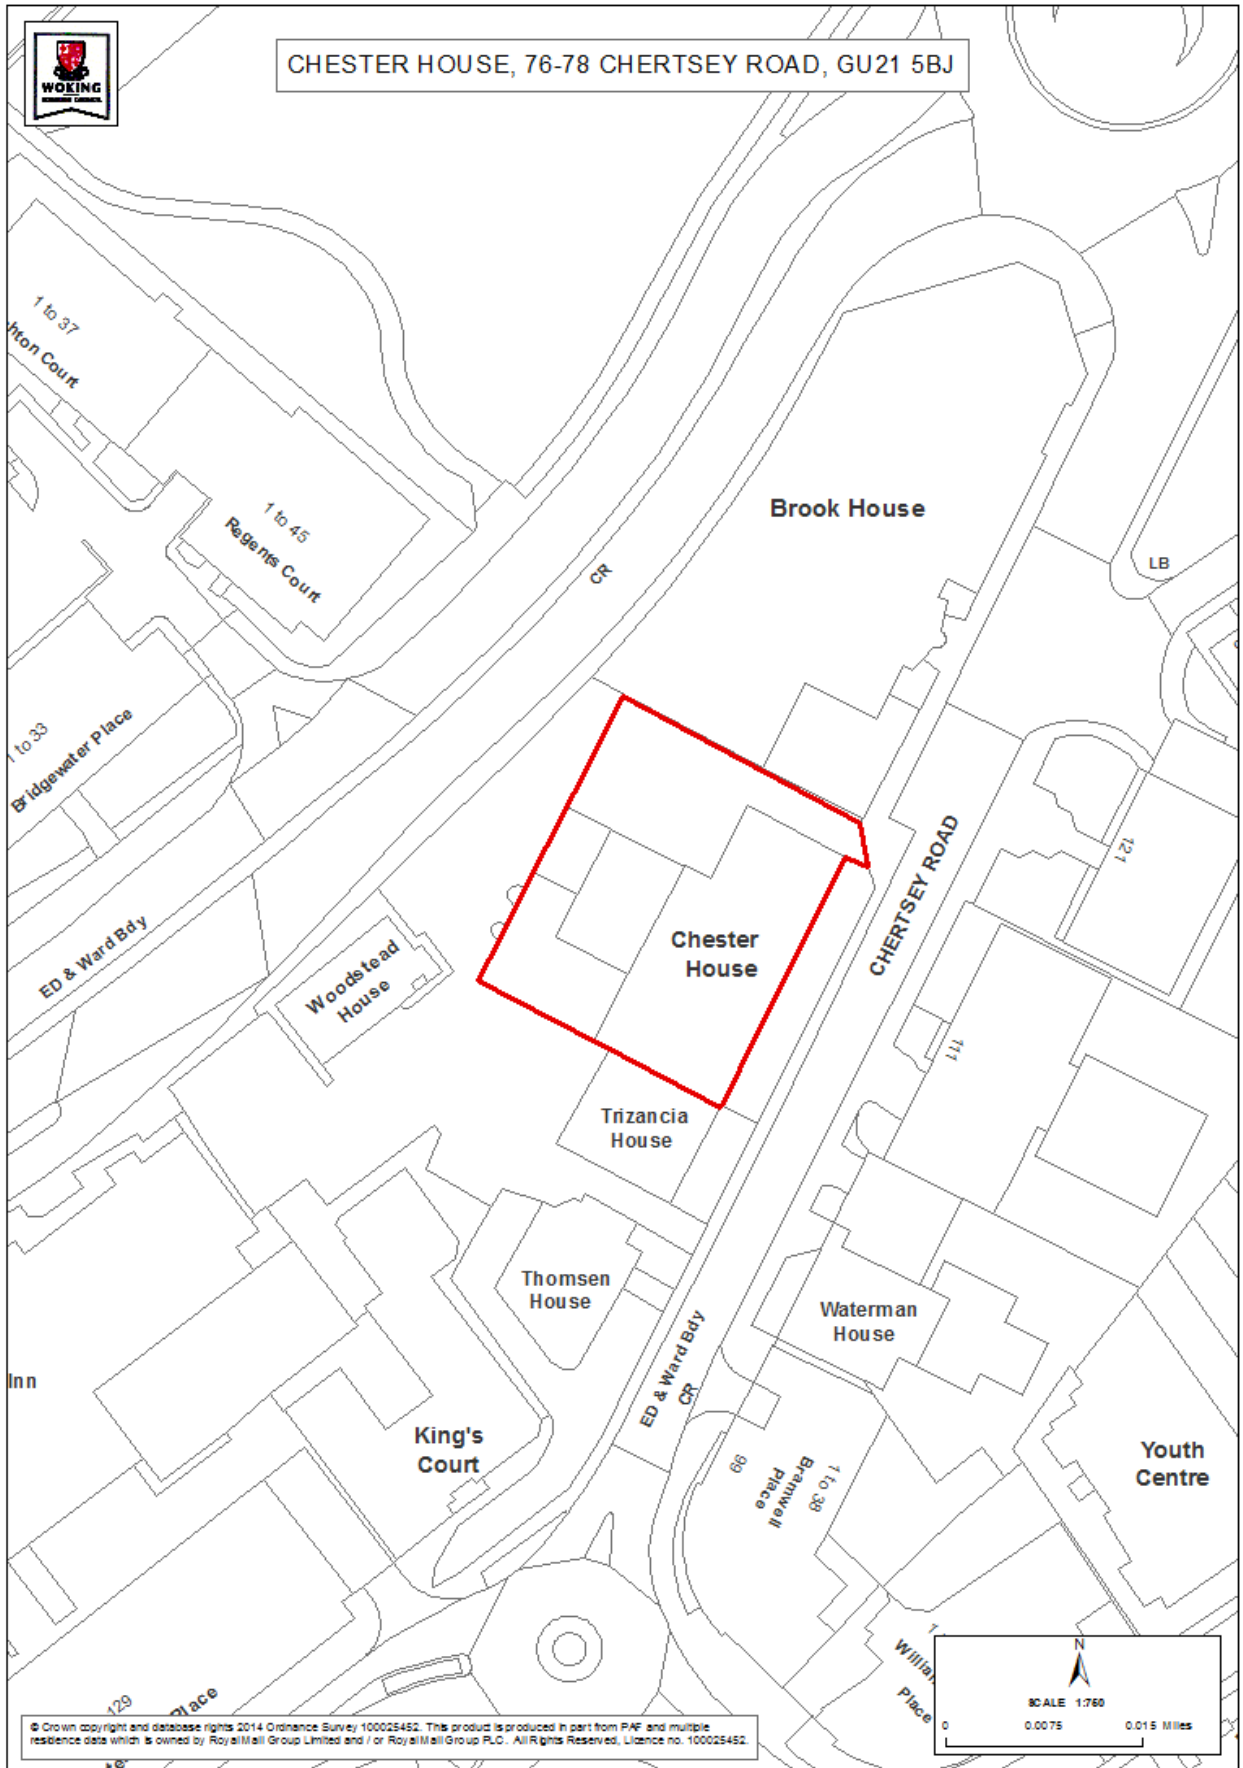 WOKING
BOROUGH COUNCIL
CHESTER HOUSE, 76-78 CHERTSEY ROAD, GU21 5BJ
1 to 37
hton Court
1 to 45
Regents Court
Brook House
CR
LB
1 to 33
Bridgewater Place
121
CHERTSEY ROAD
ED & Ward Bdy
Woodstead
House
Chester
House
111
Trizancia
House
Thomsen
House
Waterman
House
ED & Ward Bdy
CR
Inn
King's
Court
99
1 to 38
Bramwell
Place
Youth
Centre
Place
129
Place
N
SCALE 1:750
0 0.0075 0.015 Miles
© Crown copyright and database rights 2014 Ordnance Survey 100025452. This product is produced in part from PAF and multiple
residence data which is owned by Royal Mail Group Limited and / or Royal Mail Group PLC. All Rights Reserved, Licence no. 100025452.